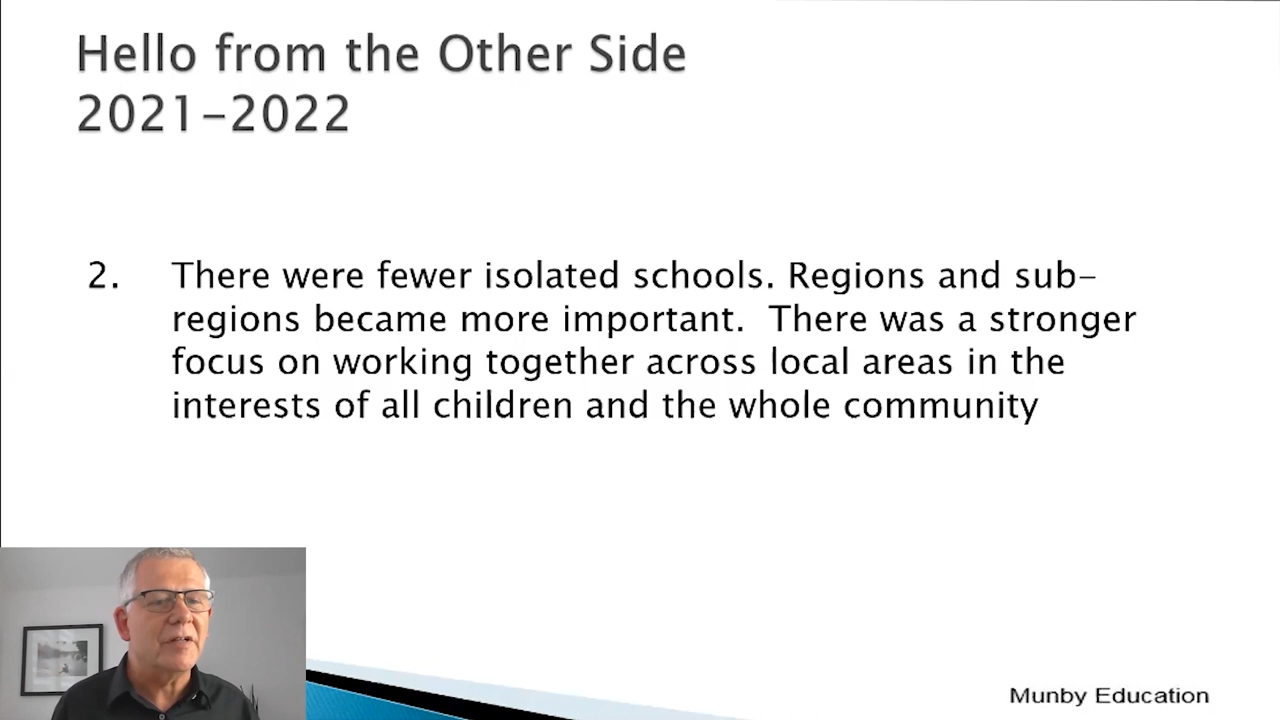 Hello from the Other Side
2021-2022
2. There were fewer isolated schools. Regions and sub-
regions became more important.  There was a stronger
focus on working together across local areas in the
interests of all children and the whole community
Munby Education